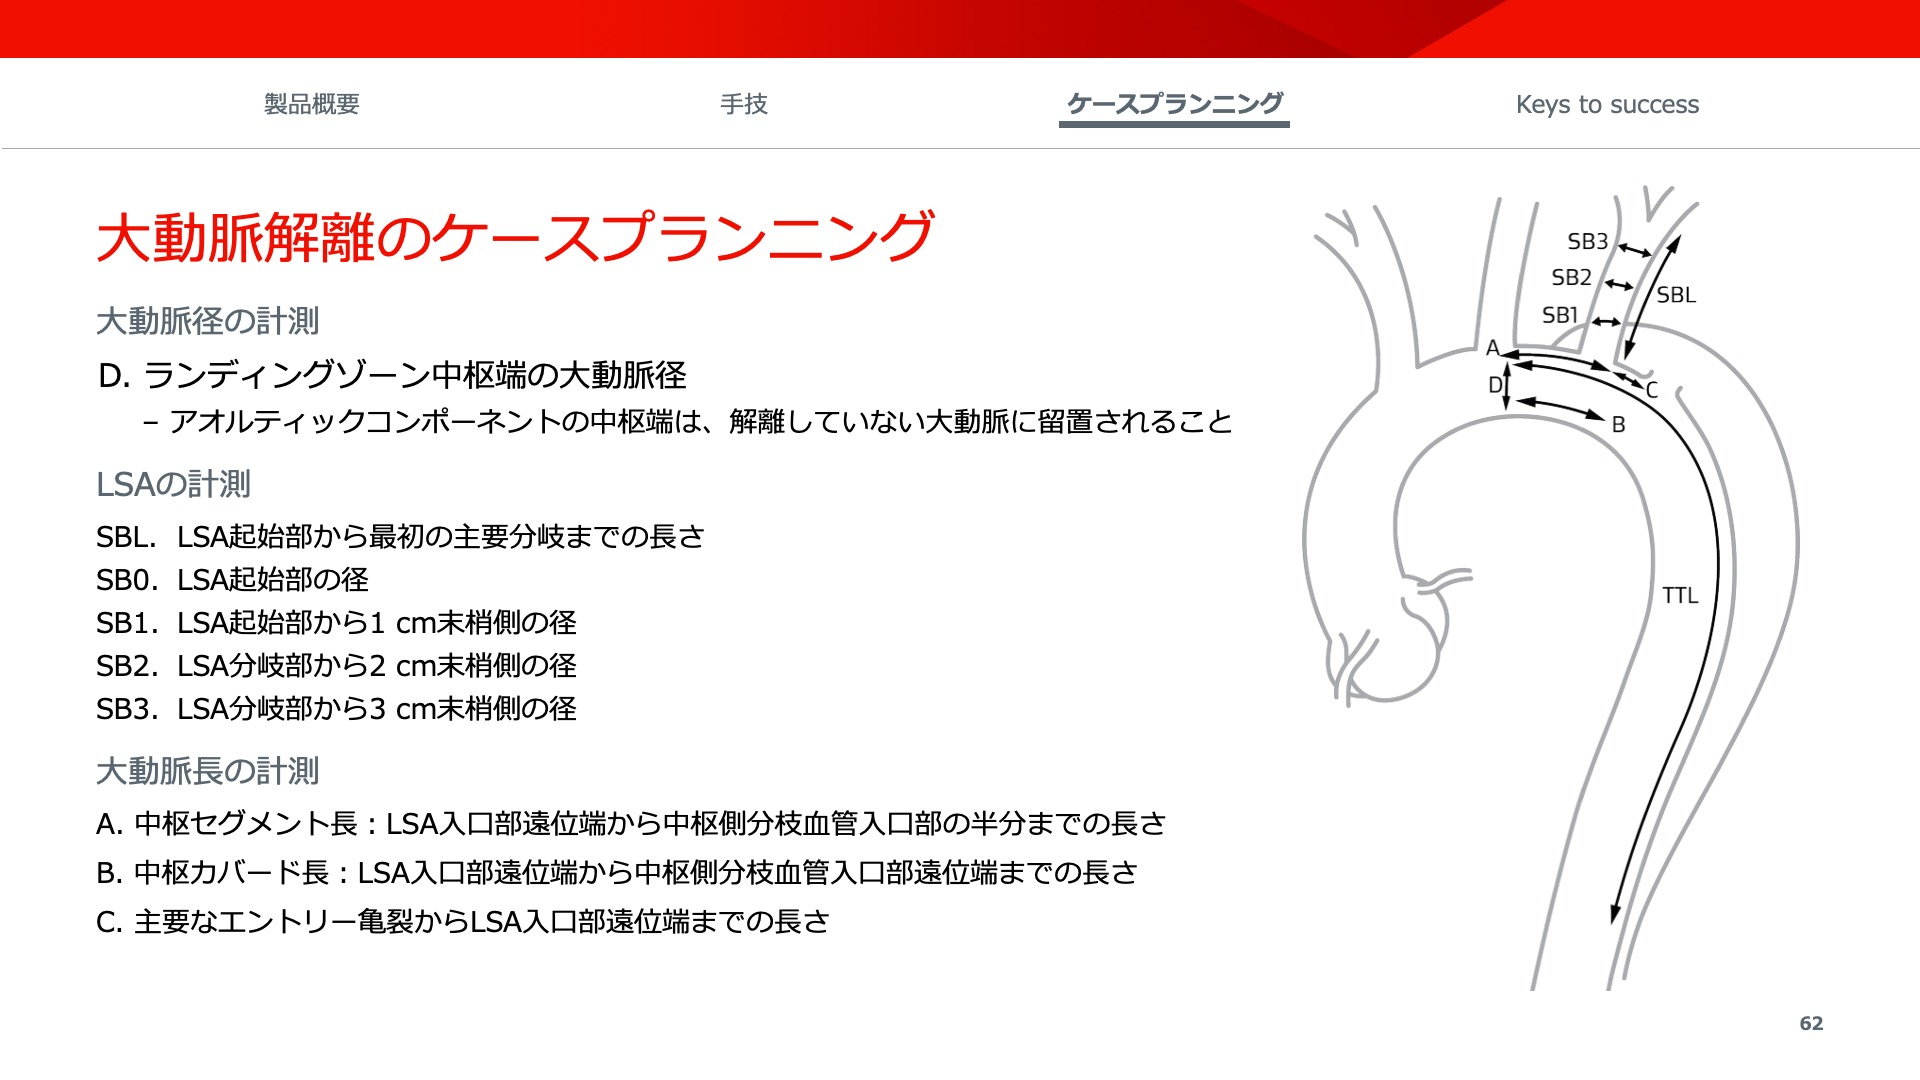 製品概要
手技
ケースプランニング
Keys to success
大動脈解離のケースプランニング
大動脈径の計測
D. ランディングゾーン中枢端の大動脈径
– アオルティックコンポーネントの中枢端は、解離していない大動脈に留置されること
LSAの計測
SBL. LSA起始部から最初の主要分岐までの長さ
SB0. LSA起始部の径
SB1. LSA起始部から1 cm末梢側の径
SB2. LSA分岐部から2 cm末梢側の径
SB3. LSA分岐部から3 cm末梢側の径
大動脈長の計測
A. 中枢セグメント長：LSA入口部遠位端から中枢側分枝血管入口部の半分までの長さ
B. 中枢カバード長：LSA入口部遠位端から中枢側分枝血管入口部遠位端までの長さ
C. 主要なエントリー亀裂からLSA入口部遠位端までの長さ
SB3
SB2
SBL
SB1
A
D
C
B
TTL
62